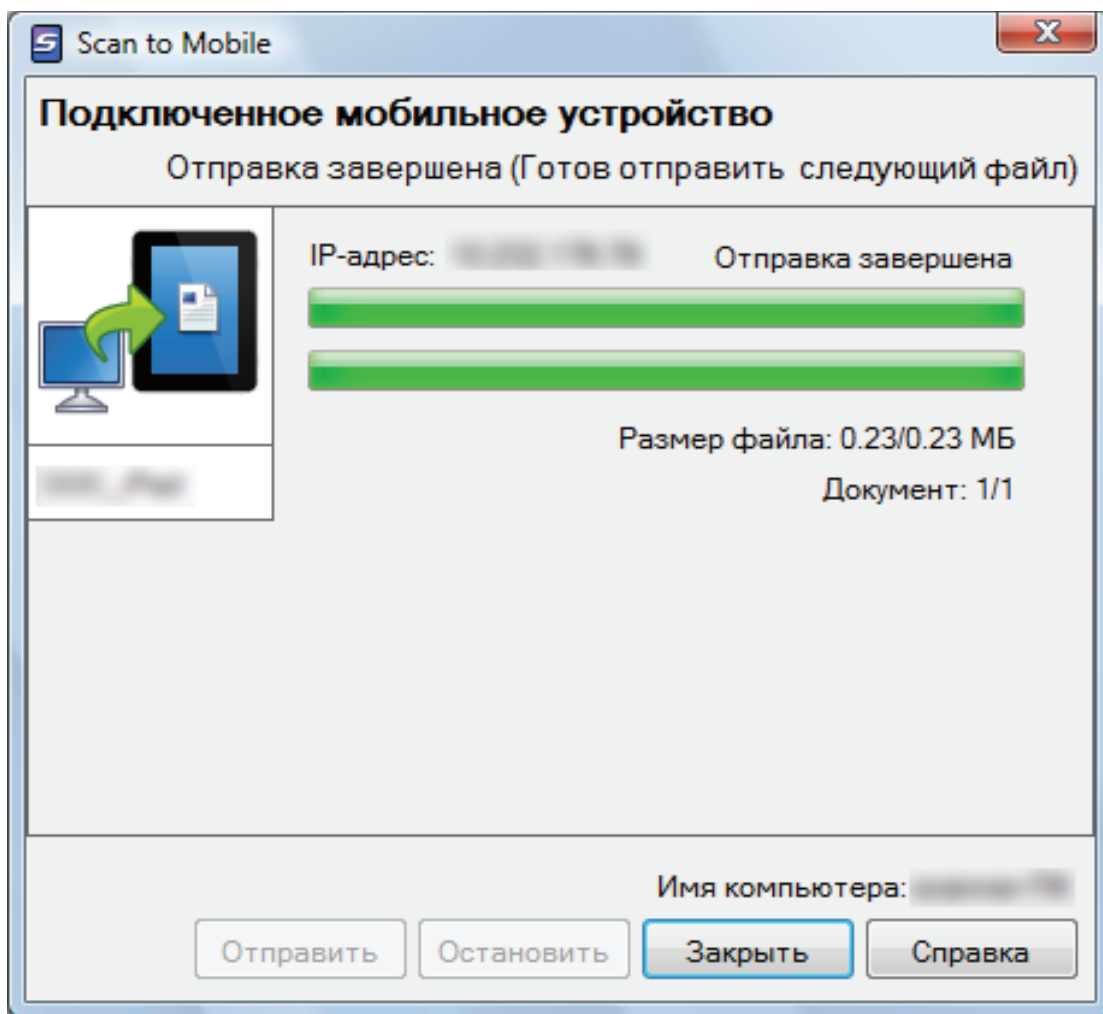 Scan to Mobile
Подключенное мобильное устройство
Отправка завершена (Готов отправить следующий файл)
IP-адрес:
Отправка завершена
Размер файла: 0.23/0.23 МБ
Документ: 1/1
Имя компьютера:
Отправить
Остановить
Закрыть
Справка